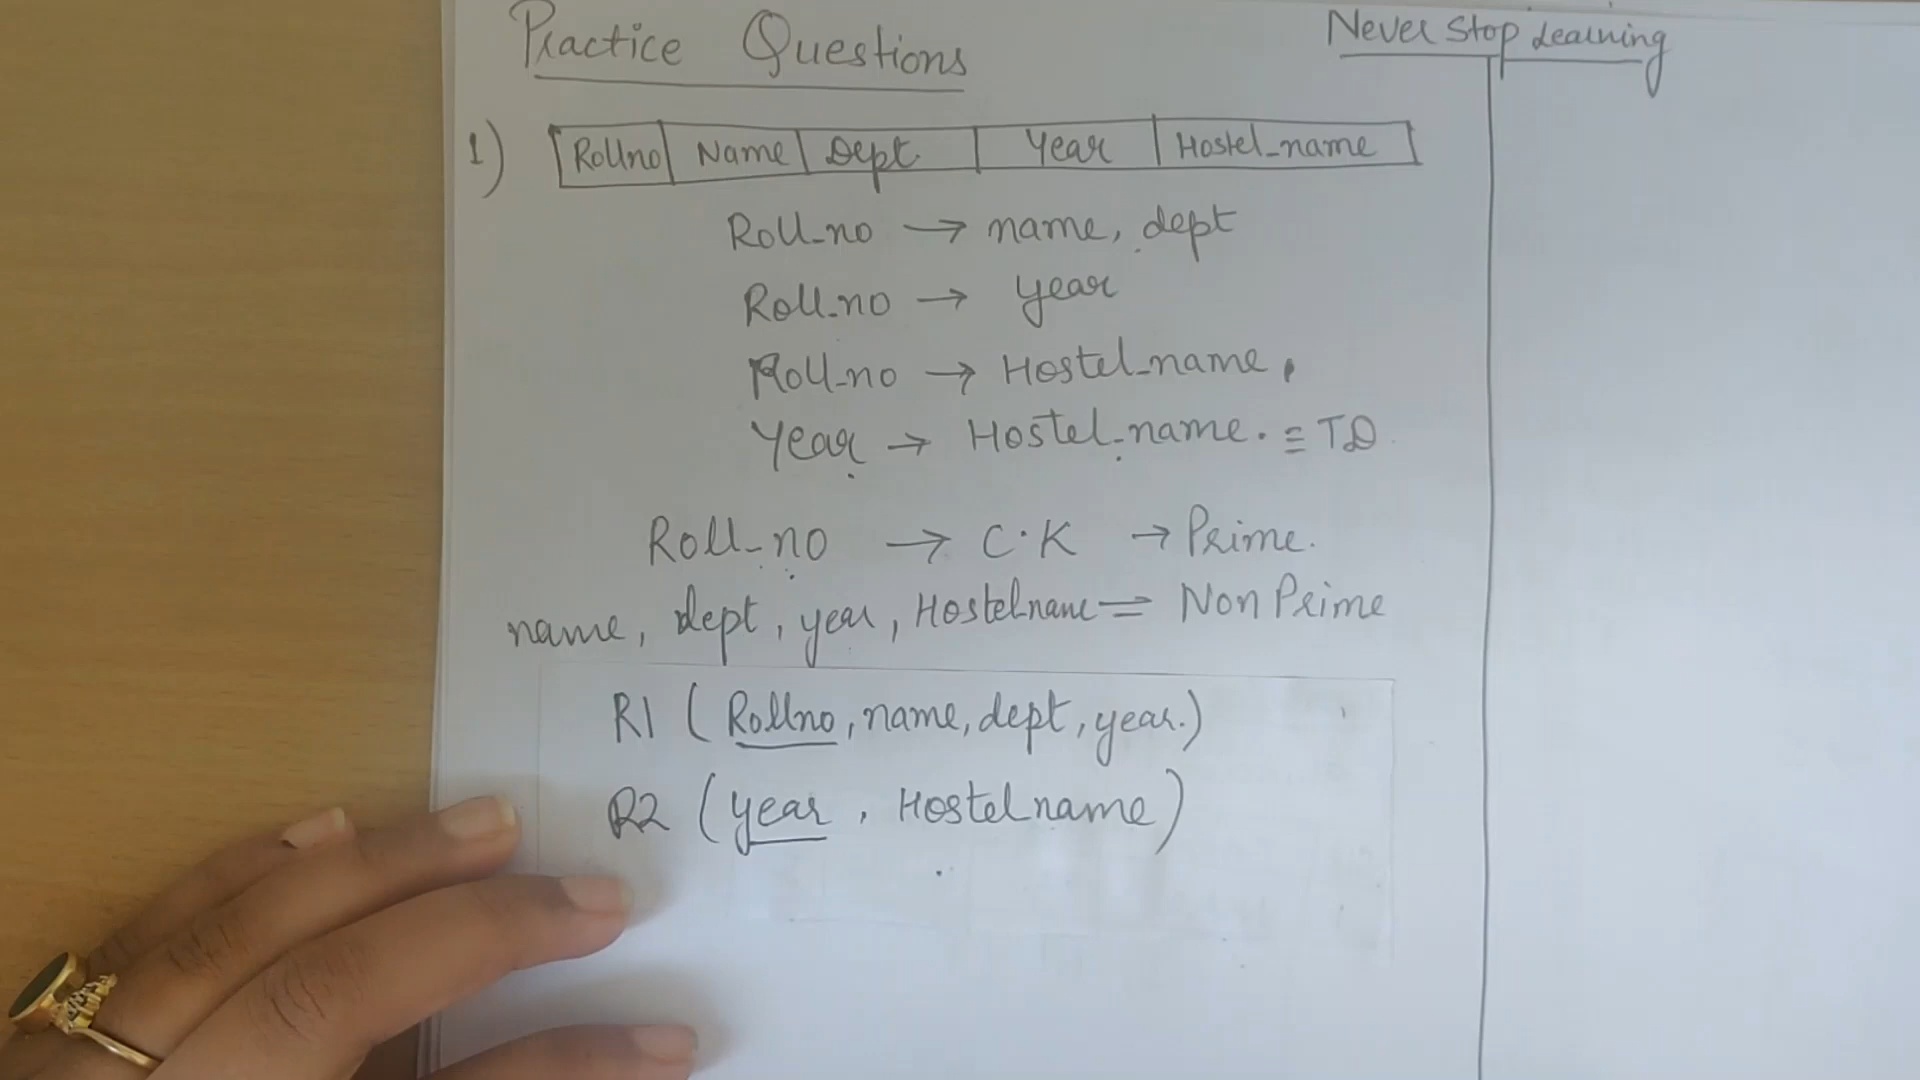 Practice Questions
Never Stop Learning
1) Rollno Name Dept Year Hostel_name
Roll_no → name, dept
Roll_no → year
Roll_no → Hostel_name.
Year → Hostel_name. ≡ TD
Roll_no → C.K → Prime.
name, dept, year, Hostelname = Non Prime
R1 ( Rollno, name, dept, year.)
R2 ( year, Hostelname)